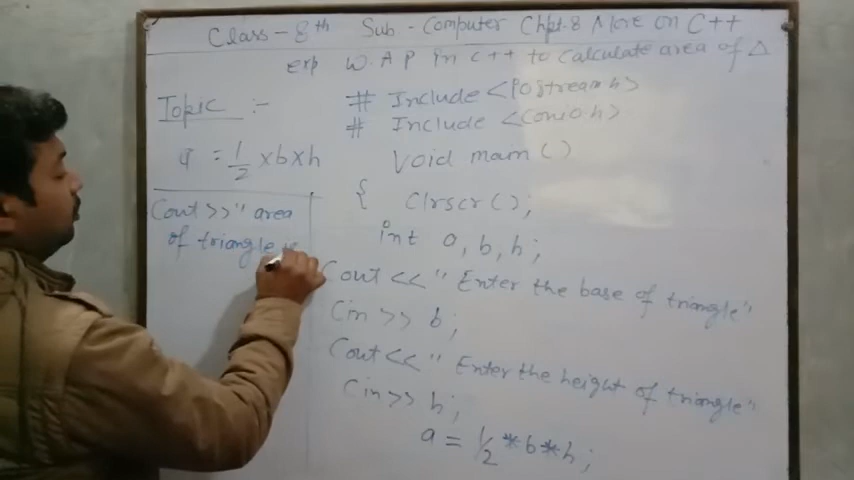 Class - 8th Sub - Computer Chpt. 8 More on C++
exp W.A.P in C++ to Calculate area of Δ
Topic :-
a = 1/2 x b x h
Cout >> " area
of triangle is
# Include <Iostream.h>
# Include <Conio.h>
Void main ( )
{ Clrscr ( );
int a, b, h;
Cout << " Enter the base of triangle"
Cin >> b;
Cout << " Enter the height of triangle"
Cin >> h;
a = 1/2 * b * h;